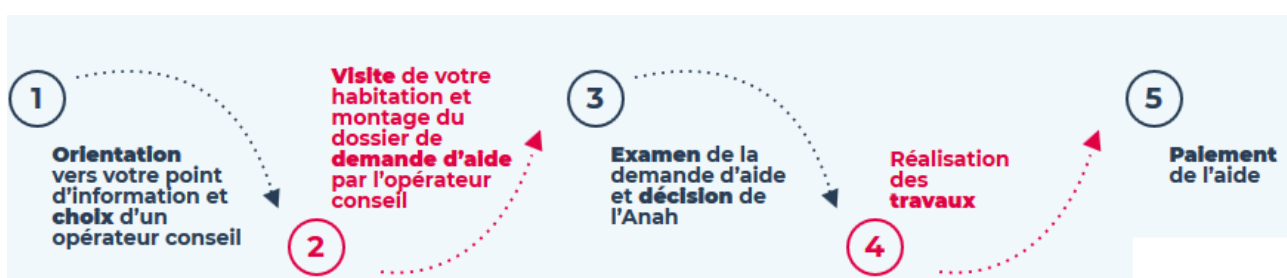 1
Orientation
vers votre point
d'information et
choix d'un
opérateur conseil
2
Visite de votre
habitation et
montage du
dossier de
demande d'aide
par l'opérateur
conseil
3
Examen de la
demande d'aide
et décision de
l'Anah
4
Réalisation
des
travaux
5
Paiement
de l'aide